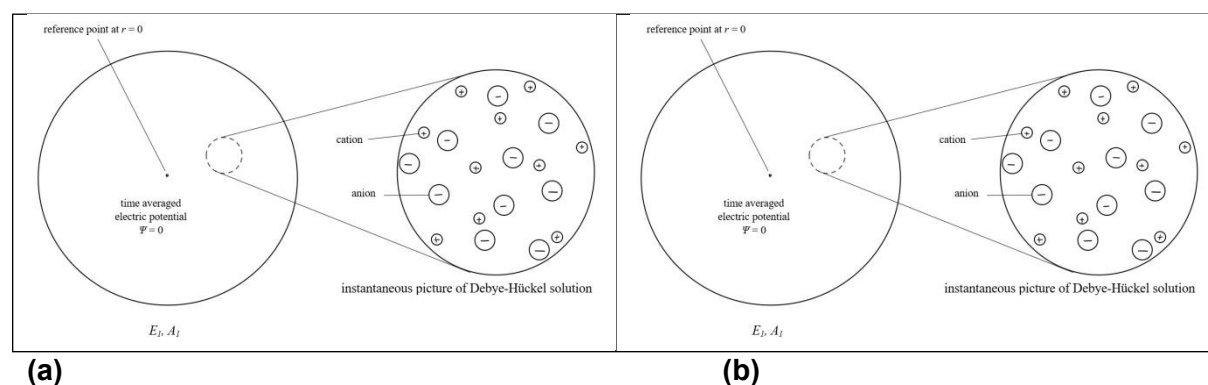 reference point at r = 0
cation
anion
time averaged
electric potential
Ψ = 0
instantaneous picture of Debye-Hückel solution
E1, A1
(a)
reference point at r = 0
cation
anion
time averaged
electric potential
Ψ = 0
instantaneous picture of Debye-Hückel solution
E1, A1
(b)